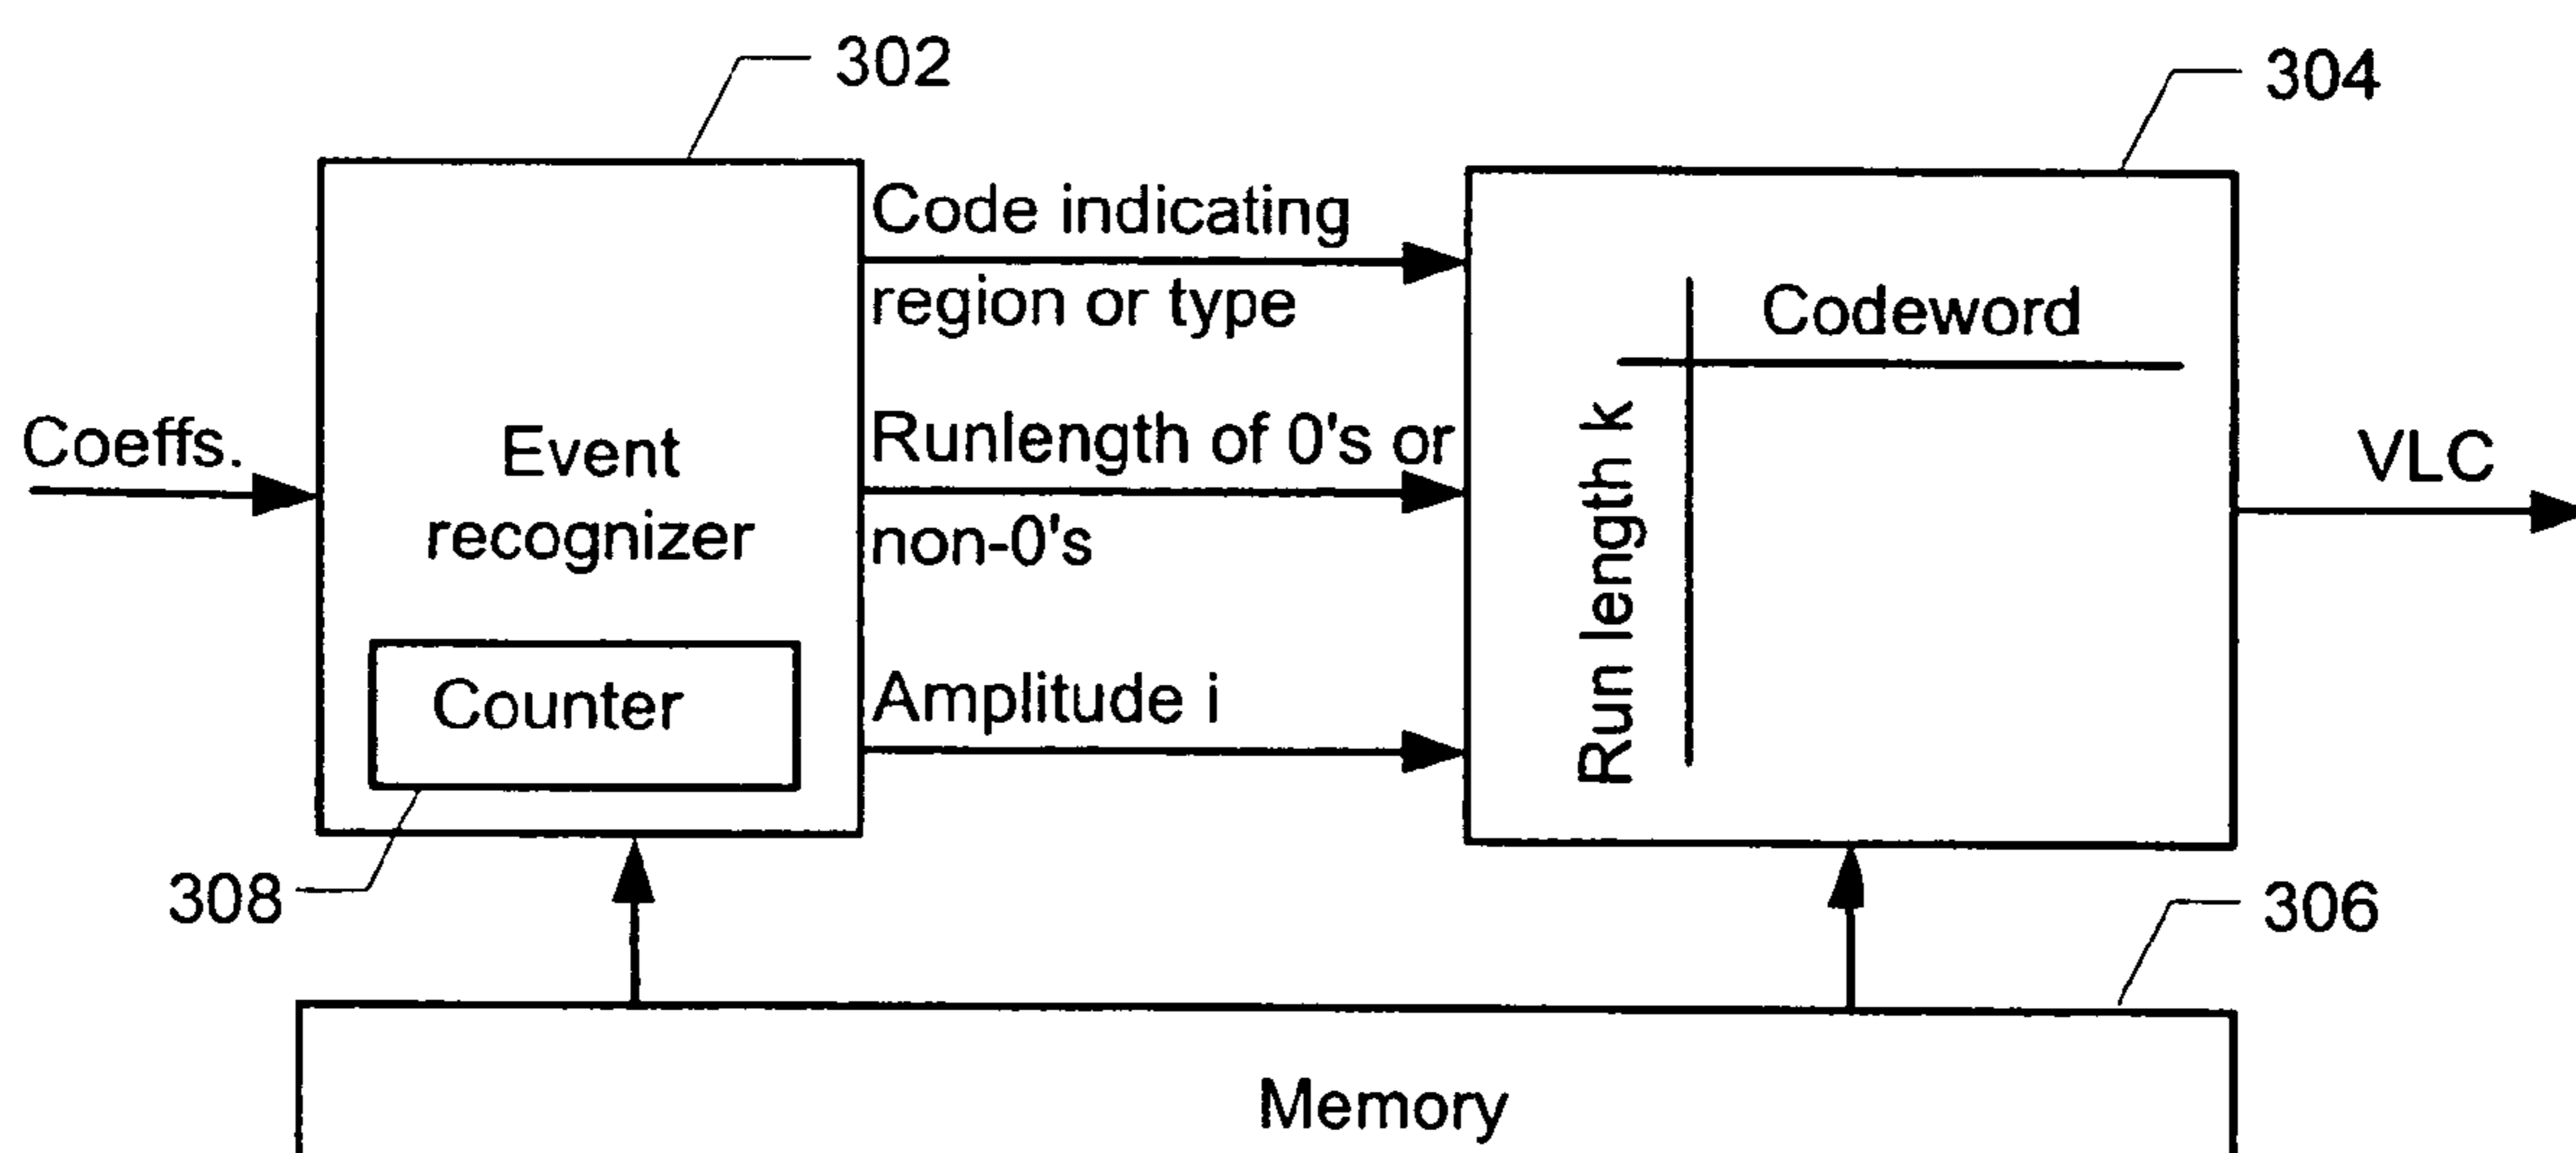 302
304
Code indicating
region or type
Codeword
Coeffs.
Event
recognizer
Runlength of 0's or
non-0's
Run length k
VLC
Counter
Amplitude i
308
306
Memory